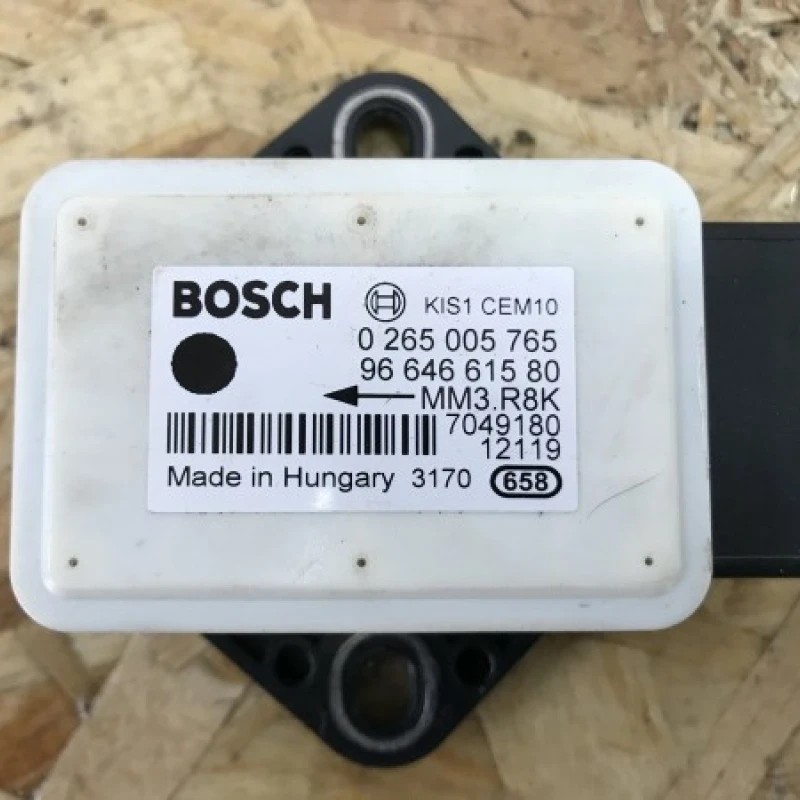 BOSCH KIS1 CEM10
0 265 005 765
96 646 615 80
MM3.R8K
7049180
12119
Made in Hungary 3170 658